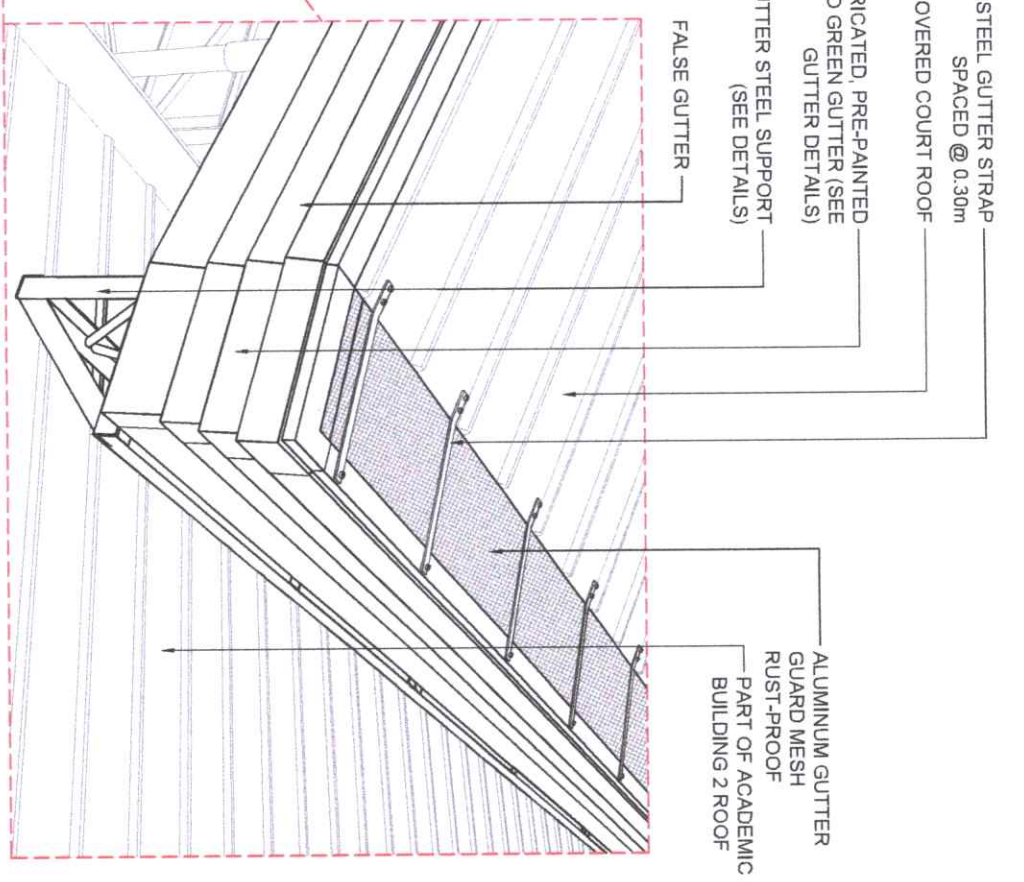 STEEL GUTTER STRAP
SPACED @ 0.30m
OVERED COURT ROOF
RICATED, PRE-PAINTED
D GREEN GUTTER (SEE
GUTTER DETAILS)
TTER STEEL SUPPORT
(SEE DETAILS)
FALSE GUTTER
ALUMINUM GUTTER
GUARD MESH
RUST-PROOF
PART OF ACADEMIC
BUILDING 2 ROOF